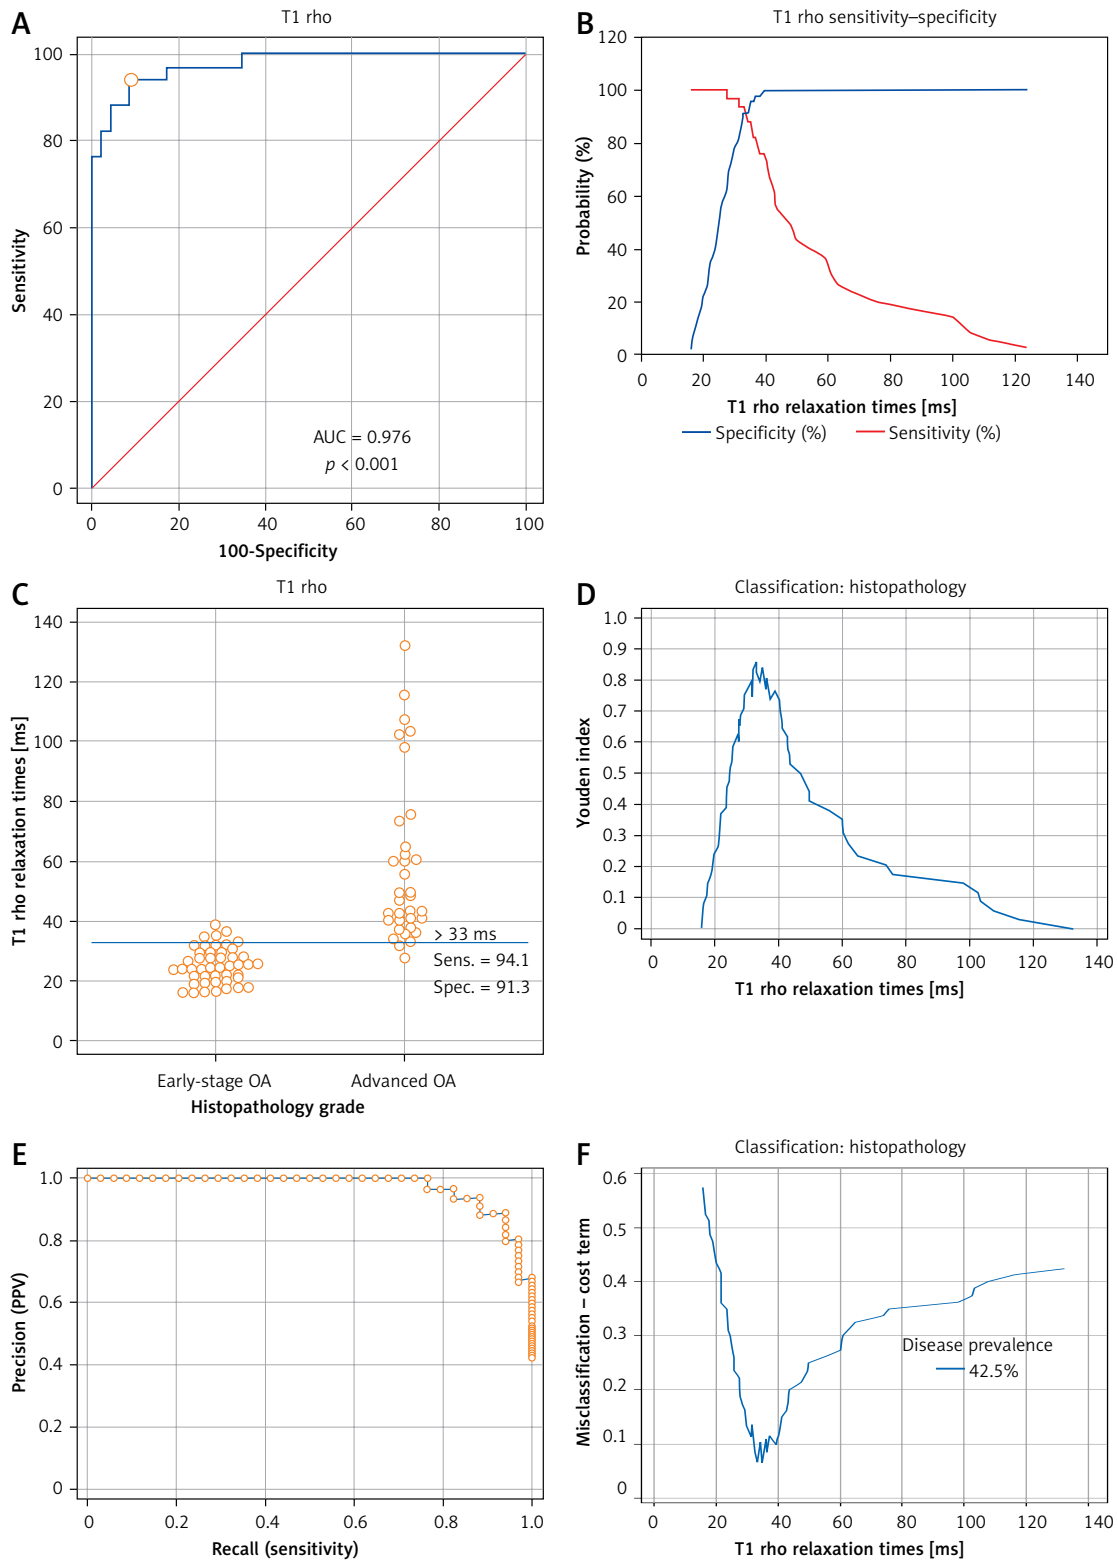 A
T1 rho
100
80
60
40
20
0
Sensitivity
AUC = 0.976
p < 0.001
0 20 40 60 80 100
100-Specificity
B
T1 rho sensitivity–specificity
120
100
80
60
40
20
0
Probability (%)
0 20 40 60 80 100 120 140
T1 rho relaxation times [ms]
Specificity (%) Sensitivity (%)
C
T1 rho
140
120
100
80
60
40
20
0
T1 rho relaxation times [ms]
> 33 ms
Sens. = 94.1
Spec. = 91.3
Early-stage OA Advanced OA
Histopathology grade
D
Classification: histopathology
1.0
0.9
0.8
0.7
0.6
0.5
0.4
0.3
0.2
0.1
0
Youden index
0 20 40 60 80 100 120 140
T1 rho relaxation times [ms]
E
1.0
0.8
0.6
0.4
0.2
0
Precision (PPV)
0 0.2 0.4 0.6 0.8 1.0
Recall (sensitivity)
F
Classification: histopathology
0.6
0.5
0.4
0.3
0.2
0.1
0
Misclassification – cost term
Disease prevalence
42.5%
0 20 40 60 80 100 120 140
T1 rho relaxation times [ms]